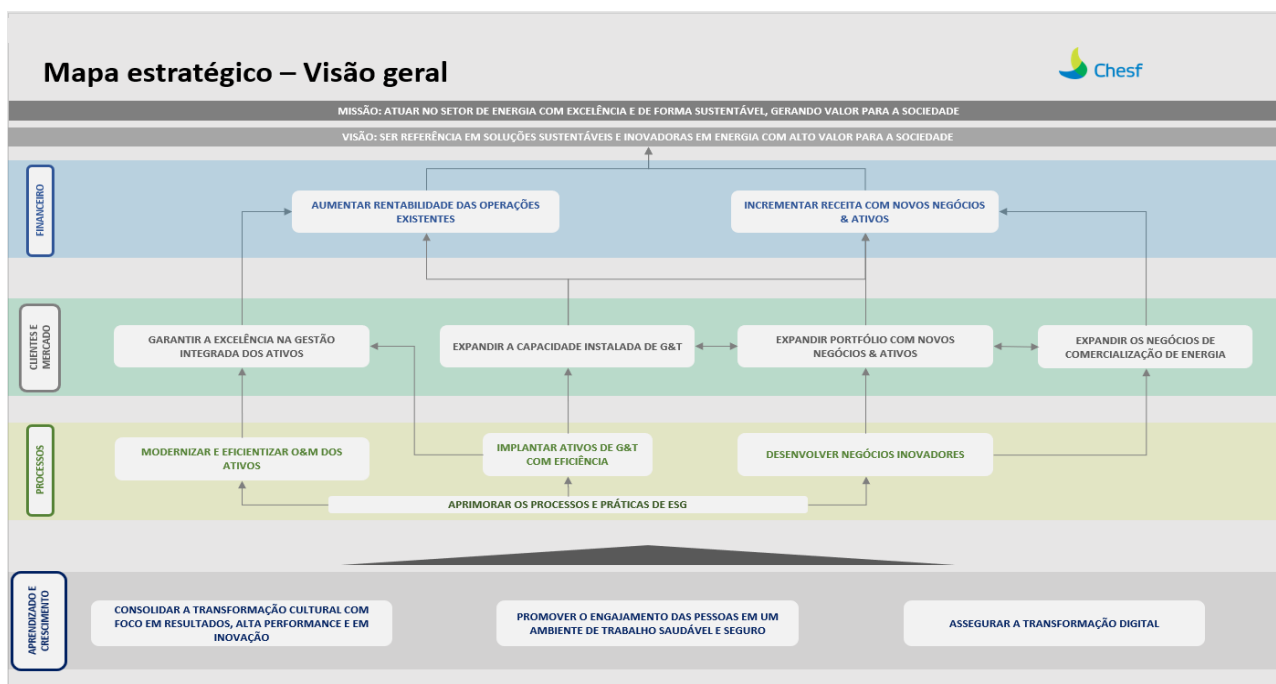 Mapa estratégico – Visão geral
Chesf
MISSÃO: ATUAR NO SETOR DE ENERGIA COM EXCELÊNCIA E DE FORMA SUSTENTÁVEL, GERANDO VALOR PARA A SOCIEDADE
VISÃO: SER REFERÊNCIA EM SOLUÇÕES SUSTENTÁVEIS E INOVADORAS EM ENERGIA COM ALTO VALOR PARA A SOCIEDADE
FINANCEIRO
AUMENTAR RENTABILIDADE DAS OPERAÇÕES
EXISTENTES
INCREMENTAR RECEITA COM NOVOS NEGÓCIOS
& ATIVOS
CLIENTES E
MERCADO
GARANTIR A EXCELÊNCIA NA GESTÃO
INTEGRADA DOS ATIVOS
EXPANDIR A CAPACIDADE INSTALADA DE G&T
EXPANDIR PORTFÓLIO COM NOVOS
NEGÓCIOS & ATIVOS
EXPANDIR OS NEGÓCIOS DE
COMERCIALIZAÇÃO DE ENERGIA
PROCESSOS
MODERNIZAR E EFICIENTIZAR O&M DOS
ATIVOS
IMPLANTAR ATIVOS DE G&T
COM EFICIÊNCIA
DESENVOLVER NEGÓCIOS INOVADORES
APRIMORAR OS PROCESSOS E PRÁTICAS DE ESG
APRENDIZADO E
CRESCIMENTO
CONSOLIDAR A TRANSFORMAÇÃO CULTURAL COM
FOCO EM RESULTADOS, ALTA PERFORMANCE E EM
INOVAÇÃO
PROMOVER O ENGAJAMENTO DAS PESSOAS EM UM
AMBIENTE DE TRABALHO SAUDÁVEL E SEGURO
ASSEGURAR A TRANSFORMAÇÃO DIGITAL